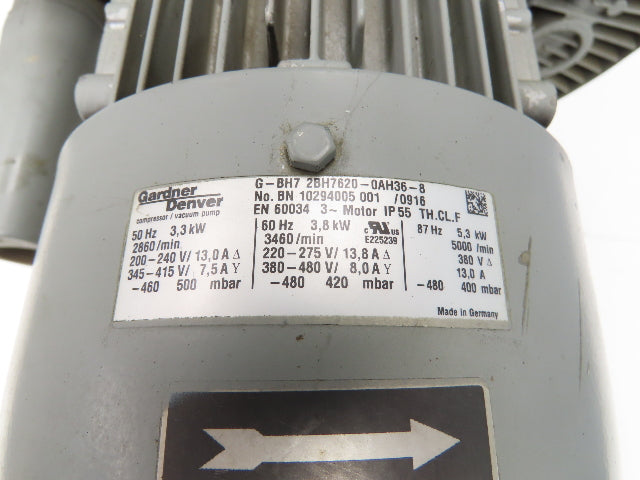 Gardner
Denver
compressor / vacuum pump
G-BH7 2BH7620-0AH36-8
No. BN 10294005 001 /0916
EN 60034 3~ Motor IP55 TH.CL.F
50 Hz 3,3 kW
2860/min
200-240 V/ 13,0 A Δ
345-415 V/ 7,5 A Y
-460 500 mbar
60 Hz 3,8 kW
3460/min
220-275 V/ 13,8 A Δ
380-480 V/ 8,0 A Y
-480 420 mbar
c RU us
E225239
87 Hz 5,3 kW
5000 /min
380 V Δ
13,0 A
-480 400 mbar
Made in Germany